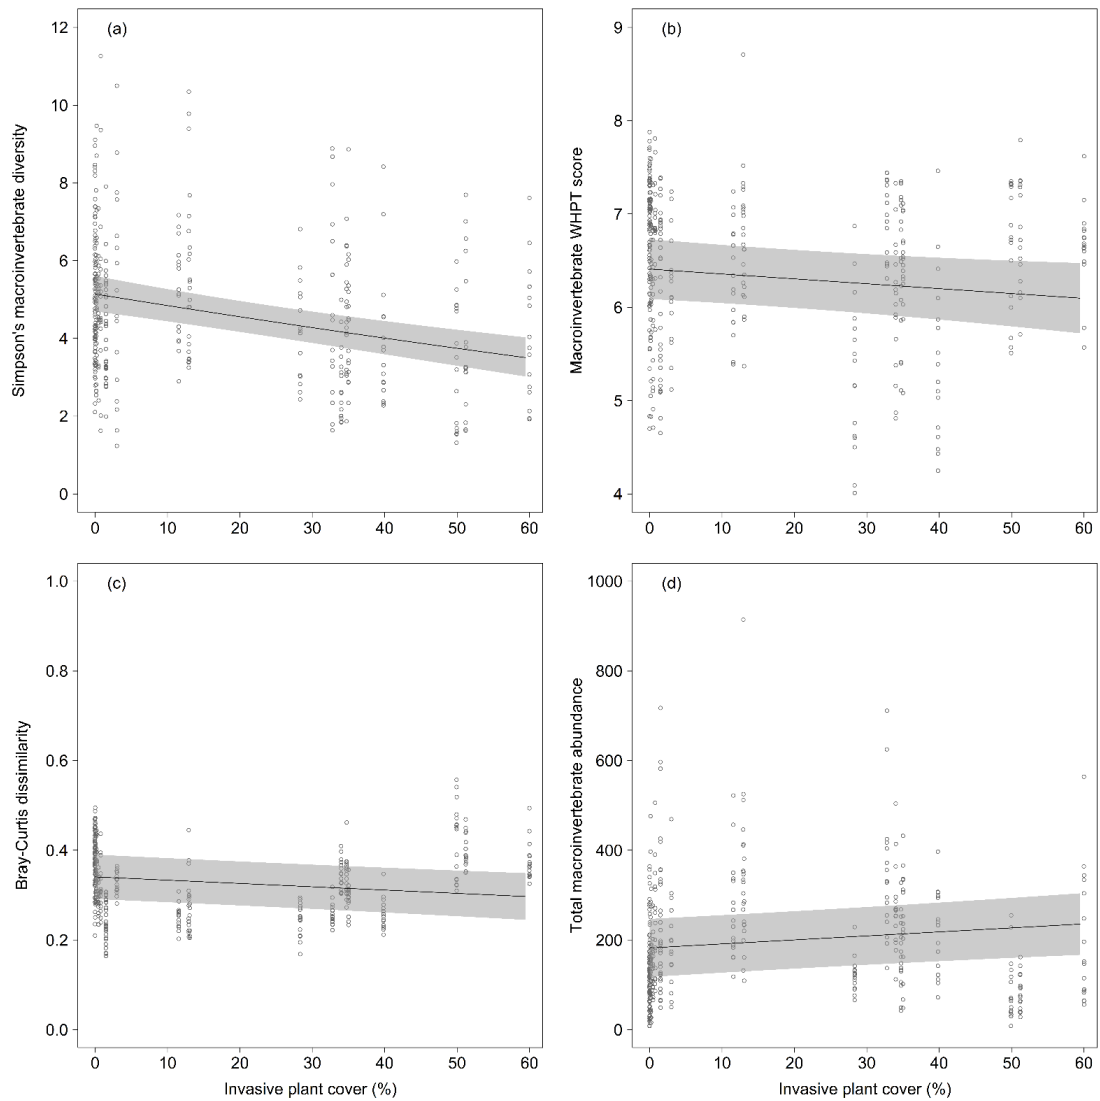 (a)
Simpson's macroinvertebrate diversity
12
10
8
6
4
2
0
0 10 20 30 40 50 60
(b)
Macroinvertebrate WHPT score
9
8
7
6
5
4
0 10 20 30 40 50 60
(c)
Bray-Curtis dissimilarity
1.0
0.8
0.6
0.4
0.2
0.0
0 10 20 30 40 50 60
Invasive plant cover (%)
(d)
Total macroinvertebrate abundance
1000
800
600
400
200
0
0 10 20 30 40 50 60
Invasive plant cover (%)